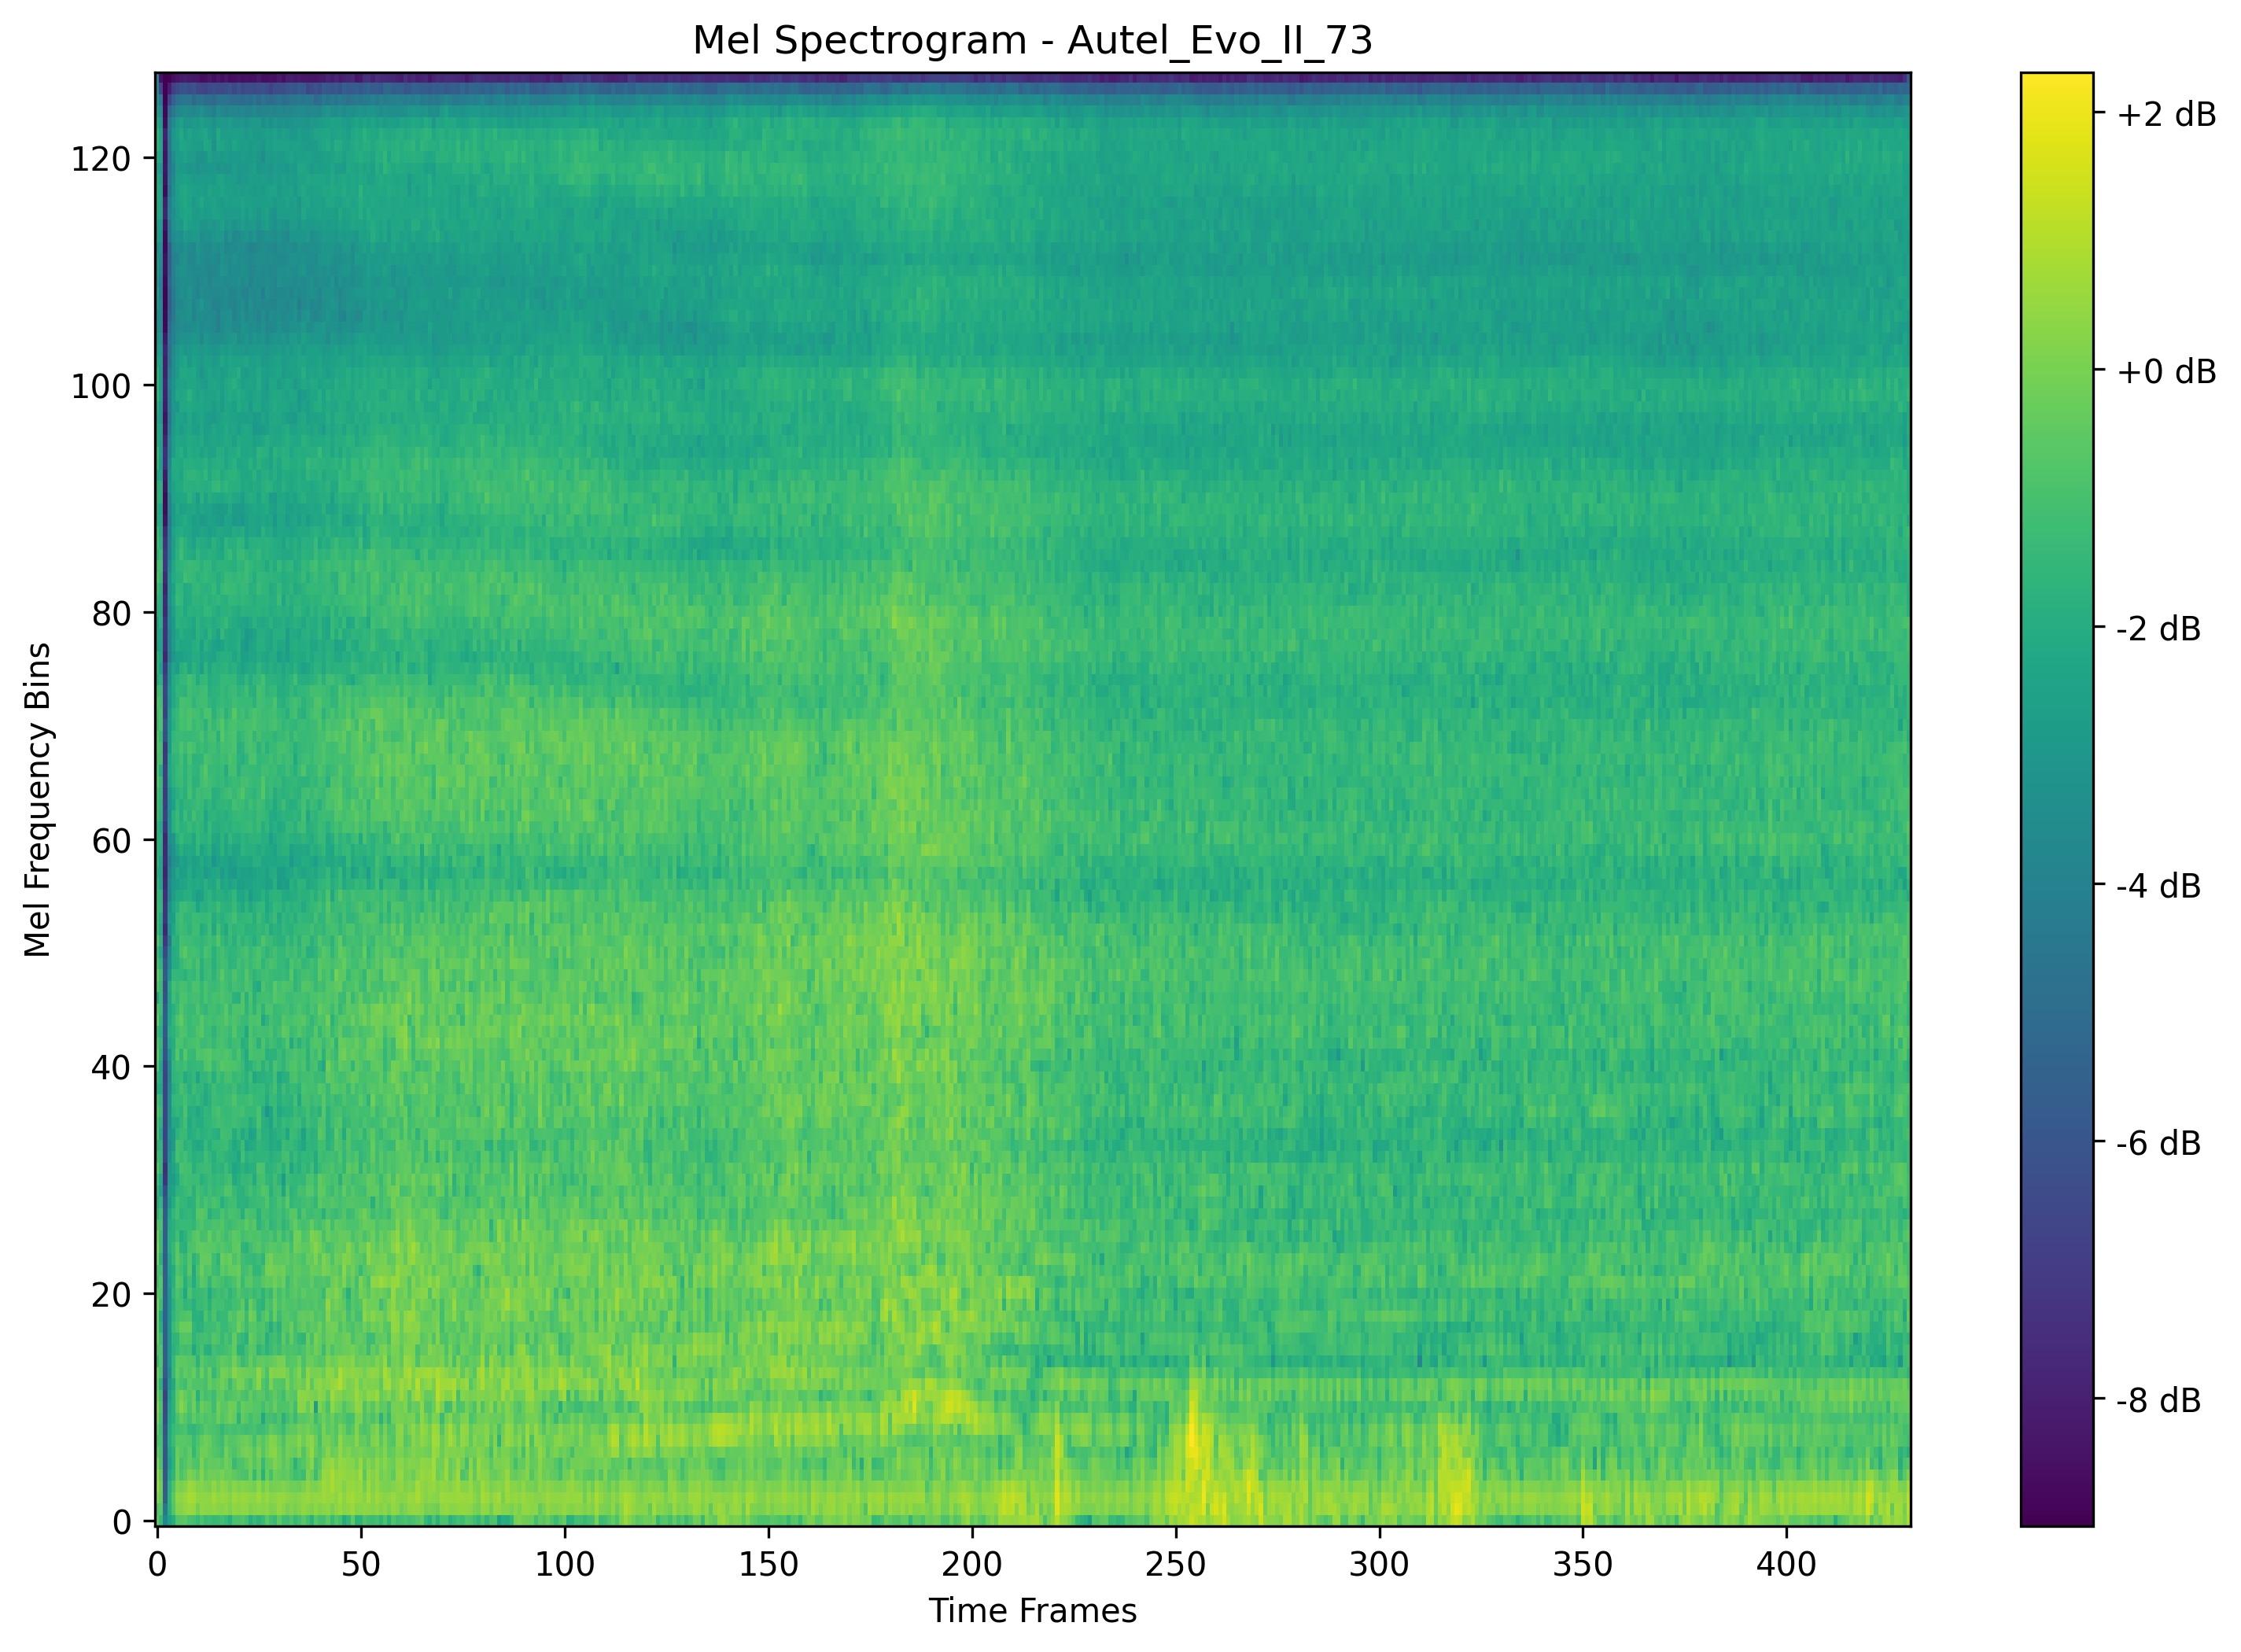 Mel Spectrogram - Autel_Evo_II_73
Mel Frequency Bins
120
100
80
60
40
20
0
0 50 100 150 200 250 300 350 400
Time Frames
+2 dB
+0 dB
-2 dB
-4 dB
-6 dB
-8 dB